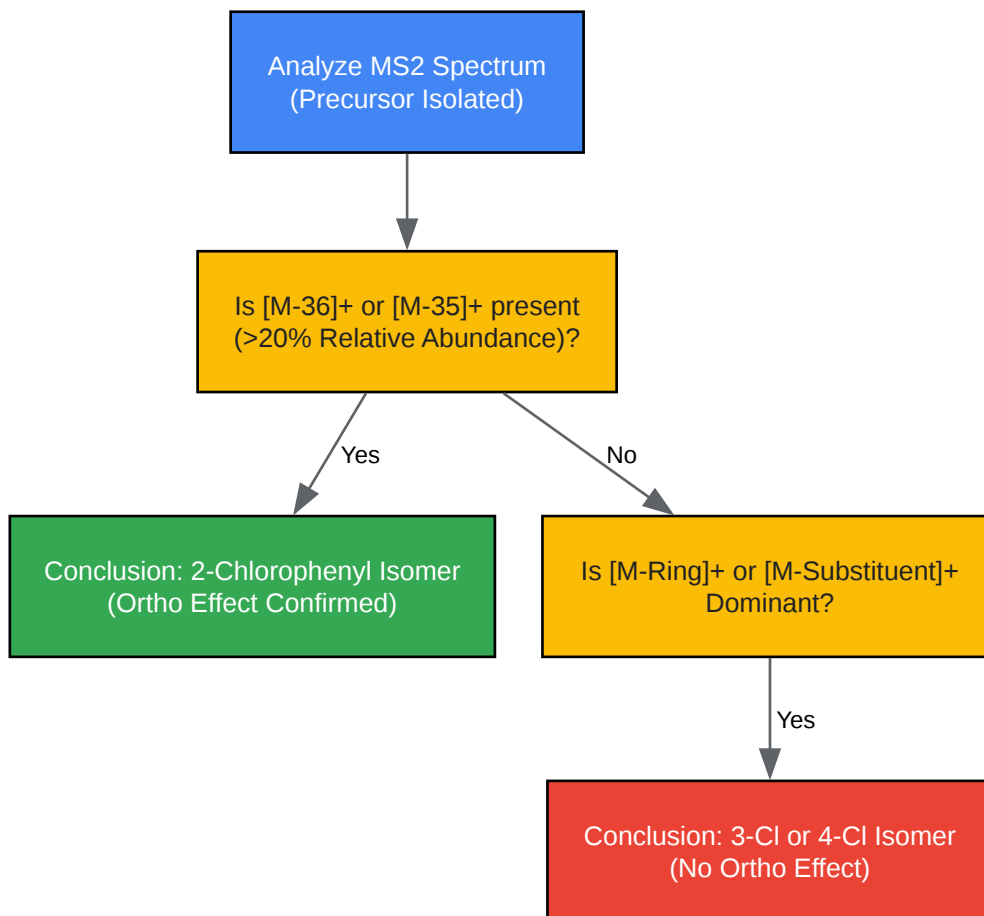 Analyze MS2 Spectrum
(Precursor Isolated)
Is [M-36]+ or [M-35]+ present
(>20% Relative Abundance)?
Yes
No
Conclusion: 2-Chlorophenyl Isomer
(Ortho Effect Confirmed)
Is [M-Ring]+ or [M-Substituent]+
Dominant?
Yes
Conclusion: 3-Cl or 4-Cl Isomer
(No Ortho Effect)